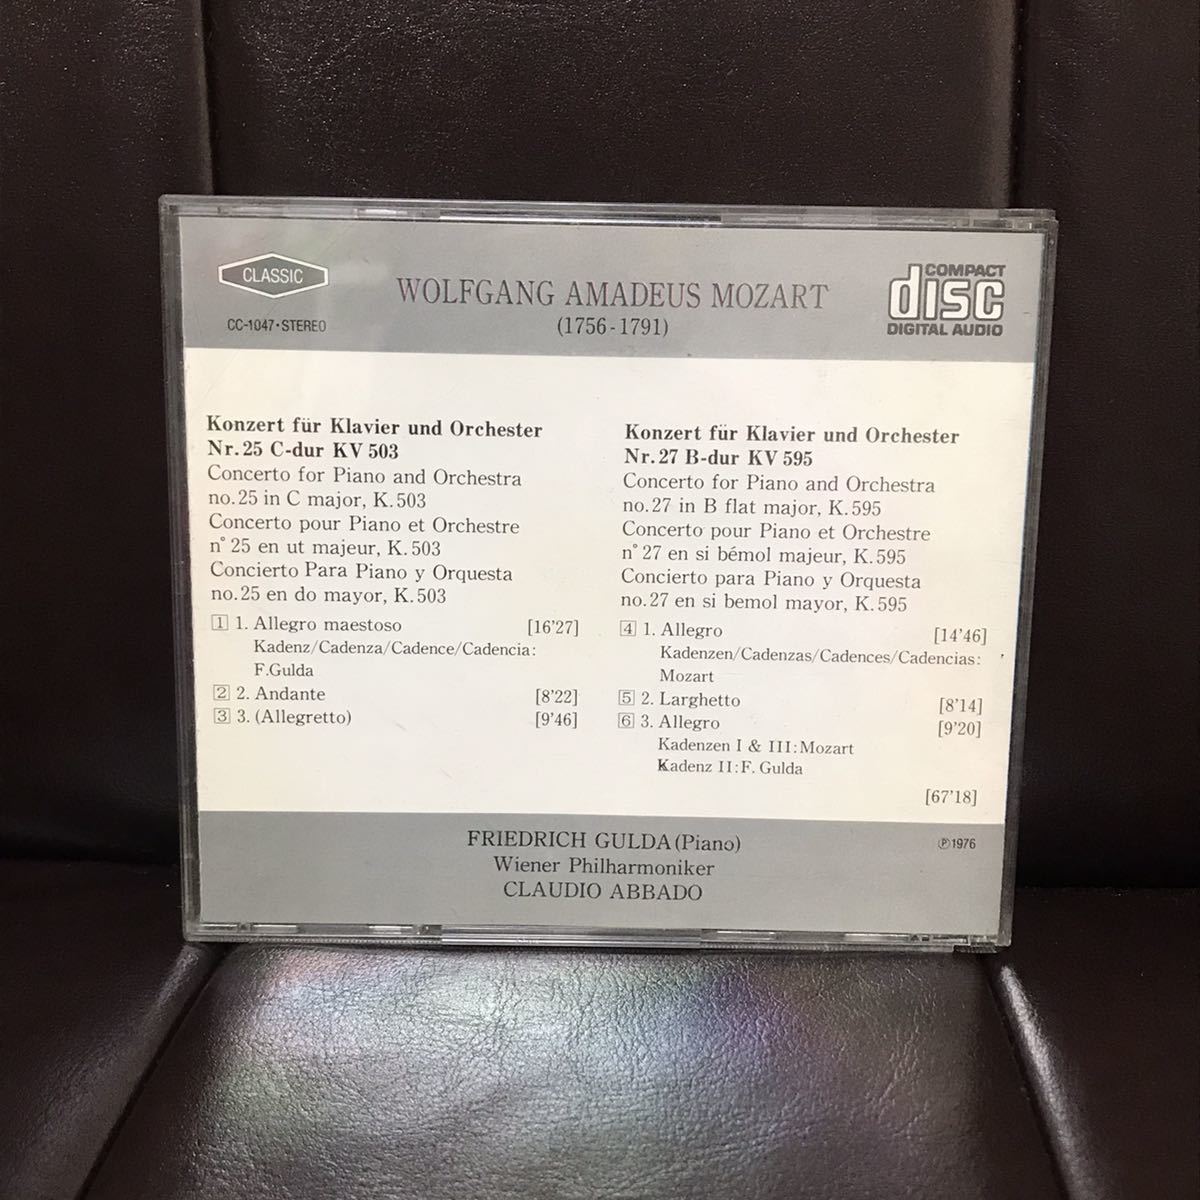 CLASSIC
CC-1047・STEREO
WOLFGANG AMADEUS MOZART
(1756-1791)
COMPACT
disc
DIGITAL AUDIO
Konzert für Klavier und Orchester
Nr. 25 C-dur KV 503
Concerto for Piano and Orchestra
no. 25 in C major, K. 503
Concerto pour Piano et Orchestre
n° 25 en ut majeur, K. 503
Concierto Para Piano y Orquesta
no. 25 en do mayor, K. 503
1 1. Allegro maestoso [16'27]
Kadenz/Cadenza/Cadence/Cadencia:
F.Gulda
2 2. Andante [8'22]
3 3. (Allegretto) [9'46]
Konzert für Klavier und Orchester
Nr. 27 B-dur KV 595
Concerto for Piano and Orchestra
no. 27 in B flat major, K. 595
Concerto pour Piano et Orchestre
n° 27 en si bémol majeur, K. 595
Concierto para Piano y Orquesta
no. 27 en si bemol mayor, K. 595
4 1. Allegro [14'46]
Kadenzen/Cadenzas/Cadences/Cadencias:
Mozart
5 2. Larghetto [8'14]
6 3. Allegro [9'20]
Kadenzen I & III: Mozart
Kadenz II: F. Gulda
[67'18]
FRIEDRICH GULDA (Piano)
Wiener Philharmoniker
CLAUDIO ABBADO
℗1976